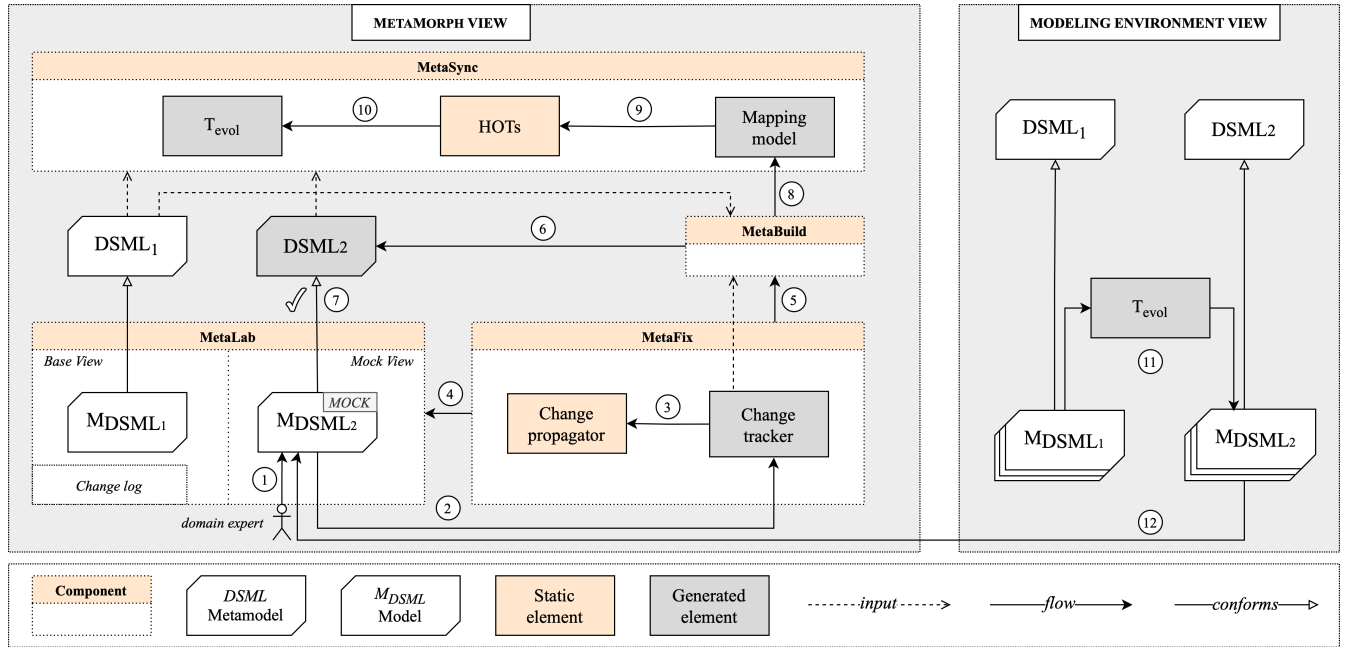 METAMORPH VIEW
MODELING ENVIRONMENT VIEW
MetaSync
Tevol
10
HOTs
9
Mapping
model
8
DSML1
DSML2
6
MetaBuild
7
5
MetaLab
Base View
Mock View
MDSML1
MOCK
MDSML2
Change log
1
domain expert
2
4
MetaFix
Change
propagator
3
Change
tracker
DSML1
DSML2
Tevol
11
MDSML1
MDSML2
12
Component
DSML
Metamodel
MDSML
Model
Static
element
Generated
element
input
flow
conforms